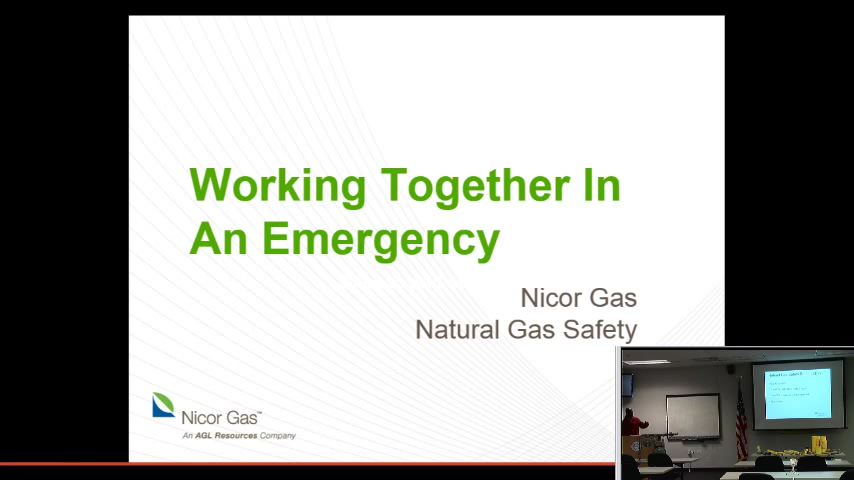 Working Together In
An Emergency
Nicor Gas
Natural Gas Safety
Nicor Gas™
An AGL Resources Company